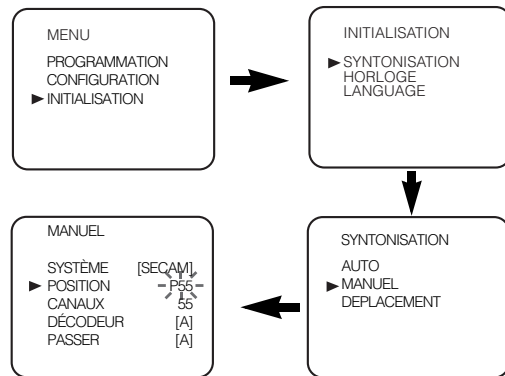 MENU
PROGRAMMATION
CONFIGURATION
►INITIALISATION
INITIALISATION
►SYNTONISATION
HORLOGE
LANGUAGE
SYNTONISATION
AUTO
►MANUEL
DEPLACEMENT
MANUEL
SYSTÈME [SECAM]
► POSITION P55
CANAUX 55
DÉCODEUR [A]
PASSER [A]